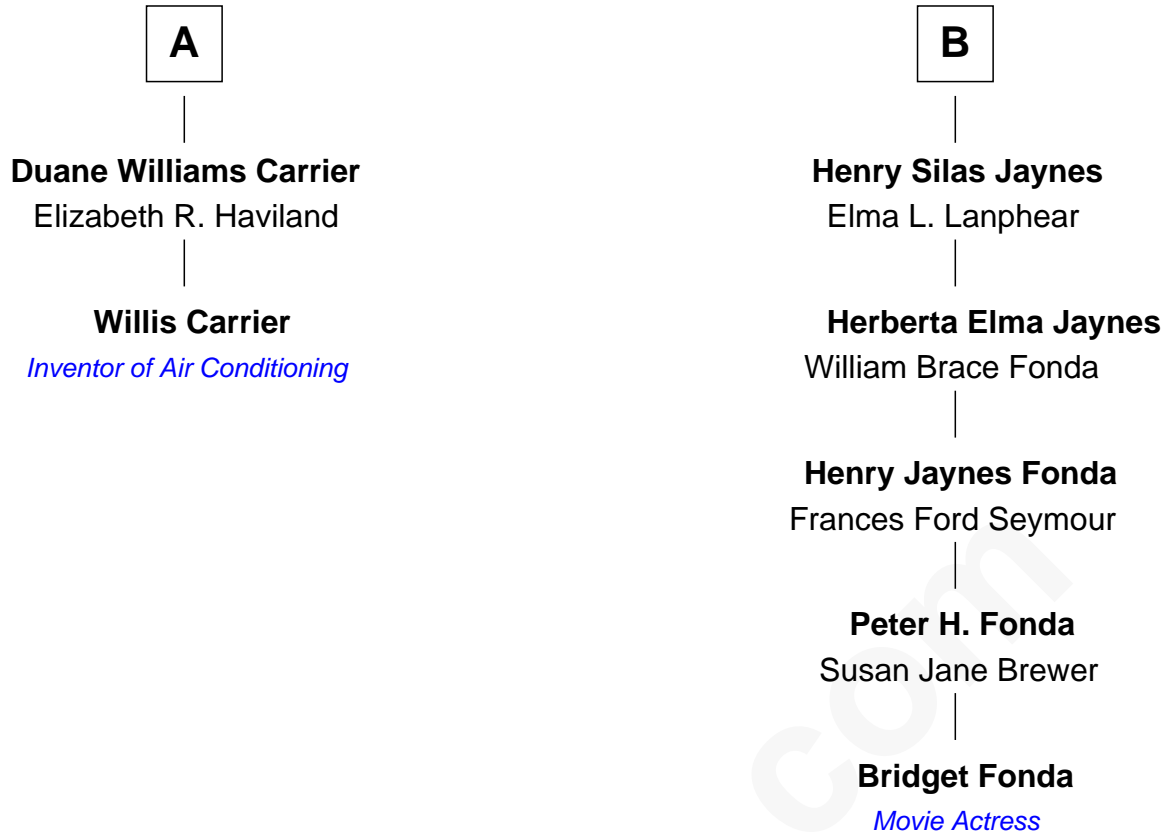 A
Duane Williams Carrier
Elizabeth R. Haviland
Willis Carrier
Inventor of Air Conditioning
B
Henry Silas Jaynes
Elma L. Lanphear
Herberta Elma Jaynes
William Brace Fonda
Henry Jaynes Fonda
Frances Ford Seymour
Peter H. Fonda
Susan Jane Brewer
Bridget Fonda
Movie Actress
com